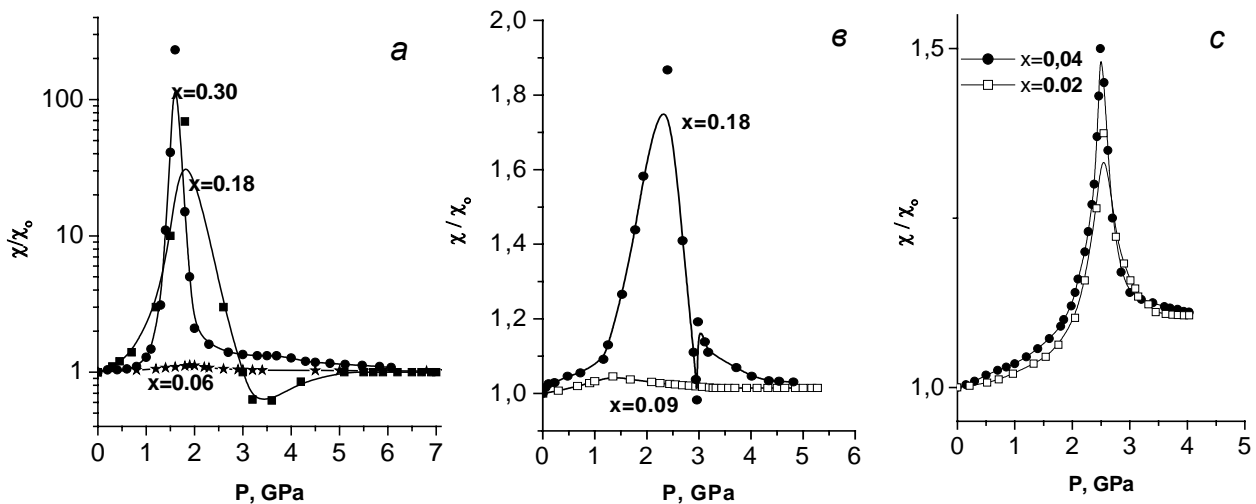 a
x=0.30
x=0.18
x=0.06
100
10
1
χ/χ₀
0 1 2 3 4 5 6 7
P, GPa
в
x=0.18
x=0.09
2,0
1,8
1,6
1,4
1,2
1,0
χ / χ₀
0 1 2 3 4 5 6
P, GPa
c
x=0,04
x=0.02
1,5
1,0
χ / χ₀
0 1 2 3 4 5
P, GPa